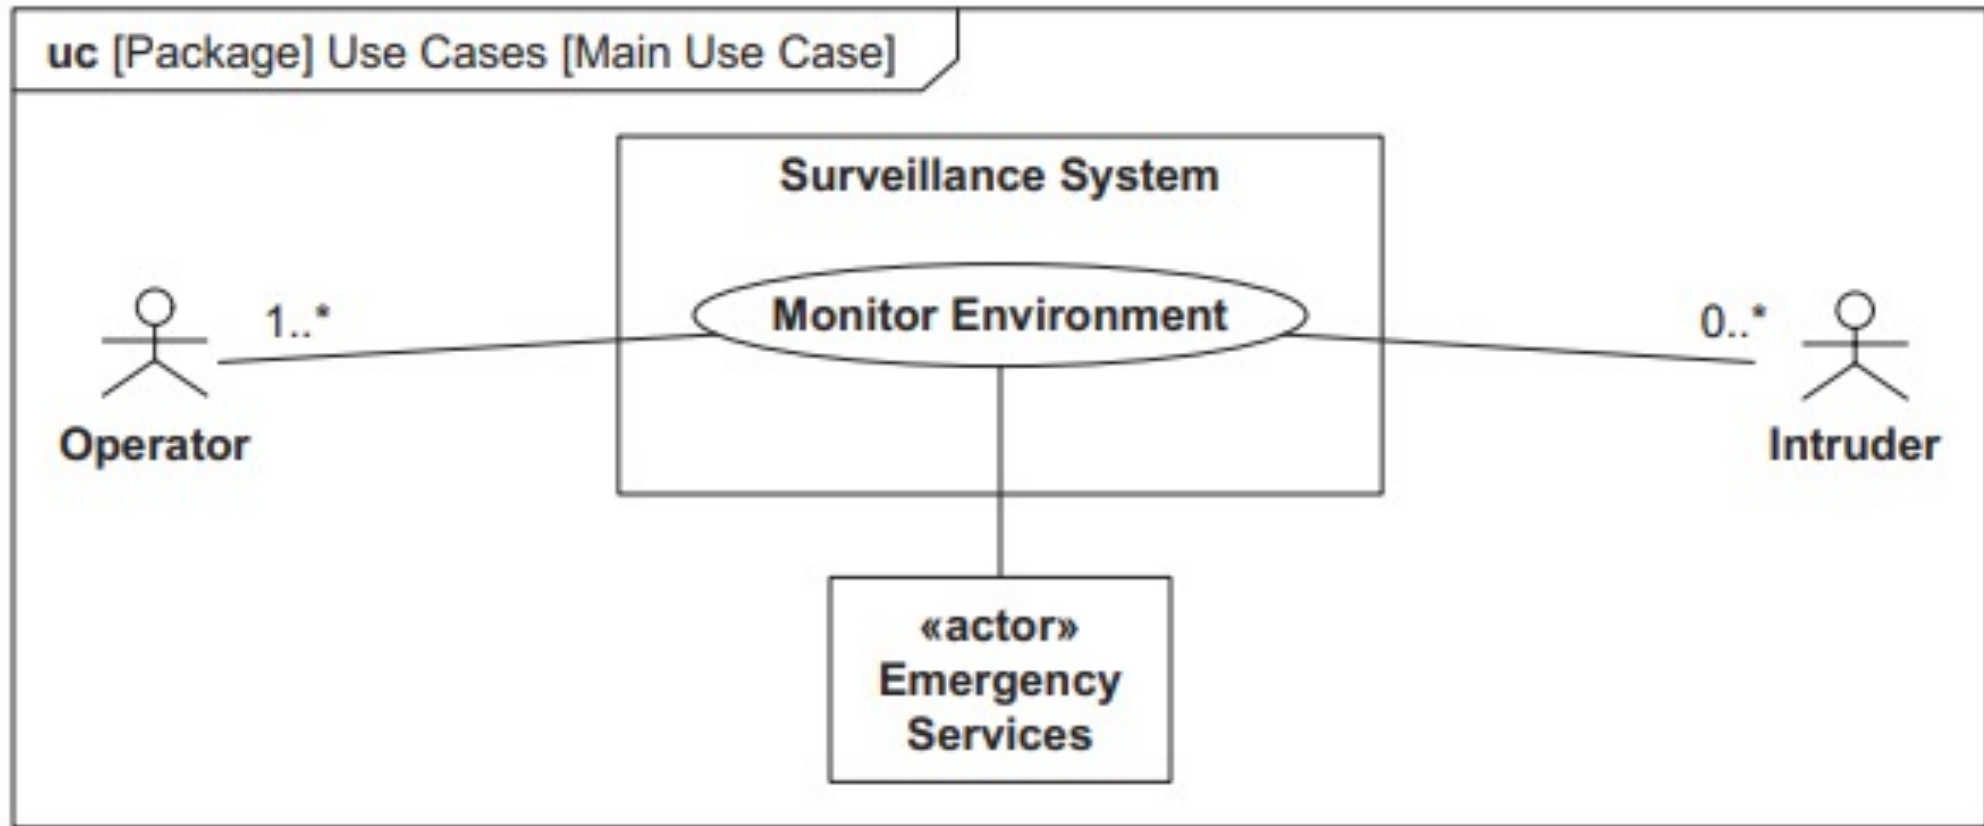 uc [Package] Use Cases [Main Use Case]
Surveillance System
Monitor Environment
1..*
0..*
Operator
Intruder
«actor»
Emergency
Services